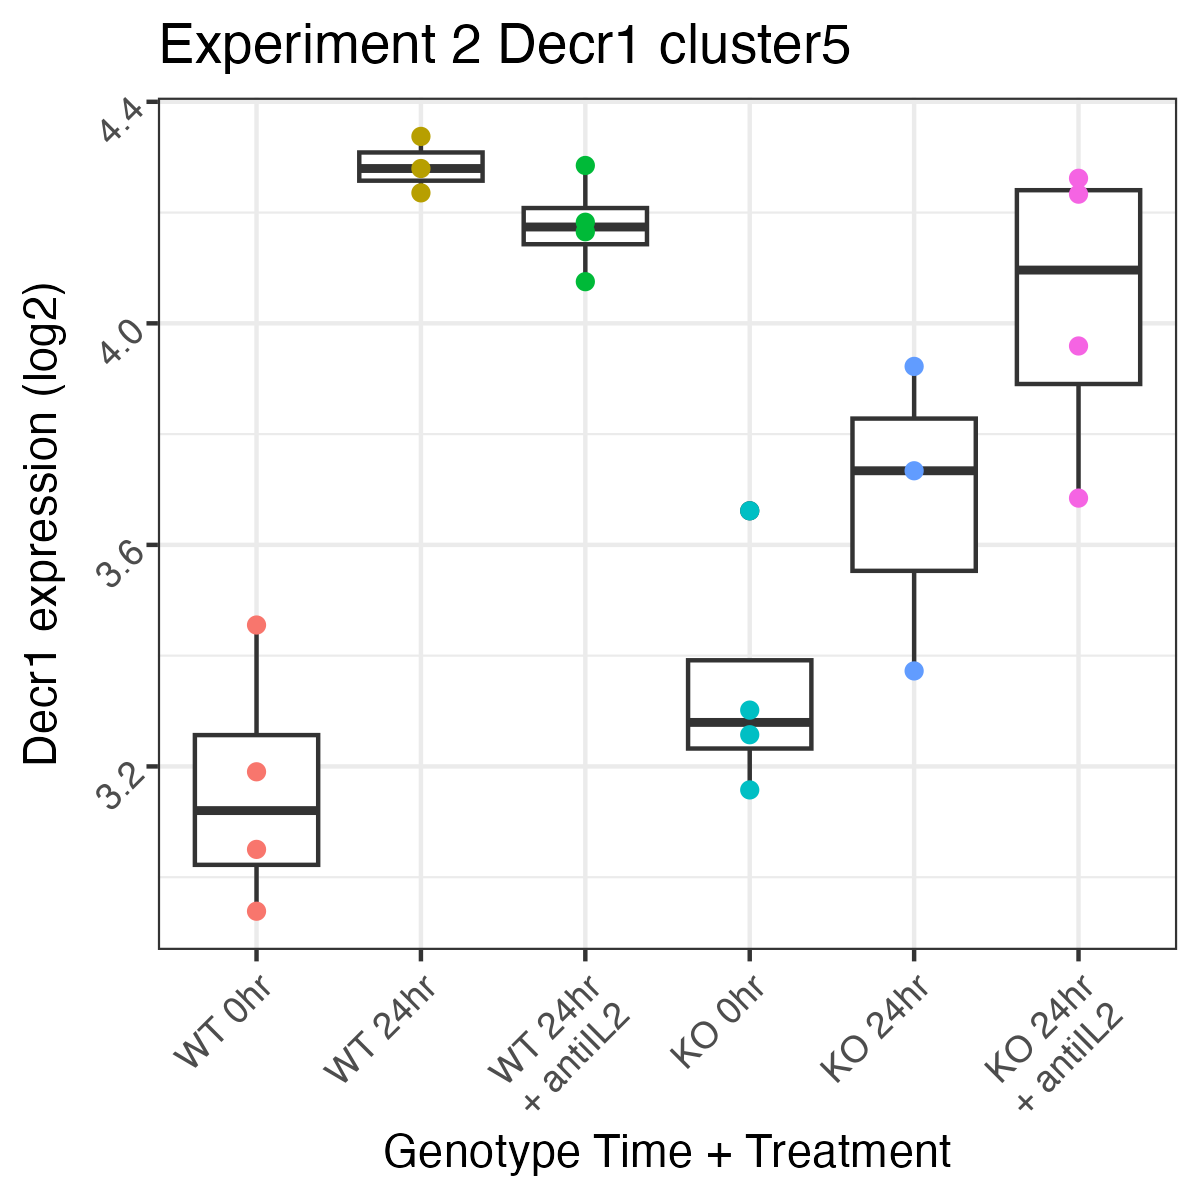 Experiment 2 Decr1 cluster5
Decr1 expression (log2)
4.4
4.0
3.6
3.2
WT 0hr
WT 24hr
WT 24hr
+ antiIL2
KO 0hr
KO 24hr
KO 24hr
+ antiIL2
Genotype Time + Treatment